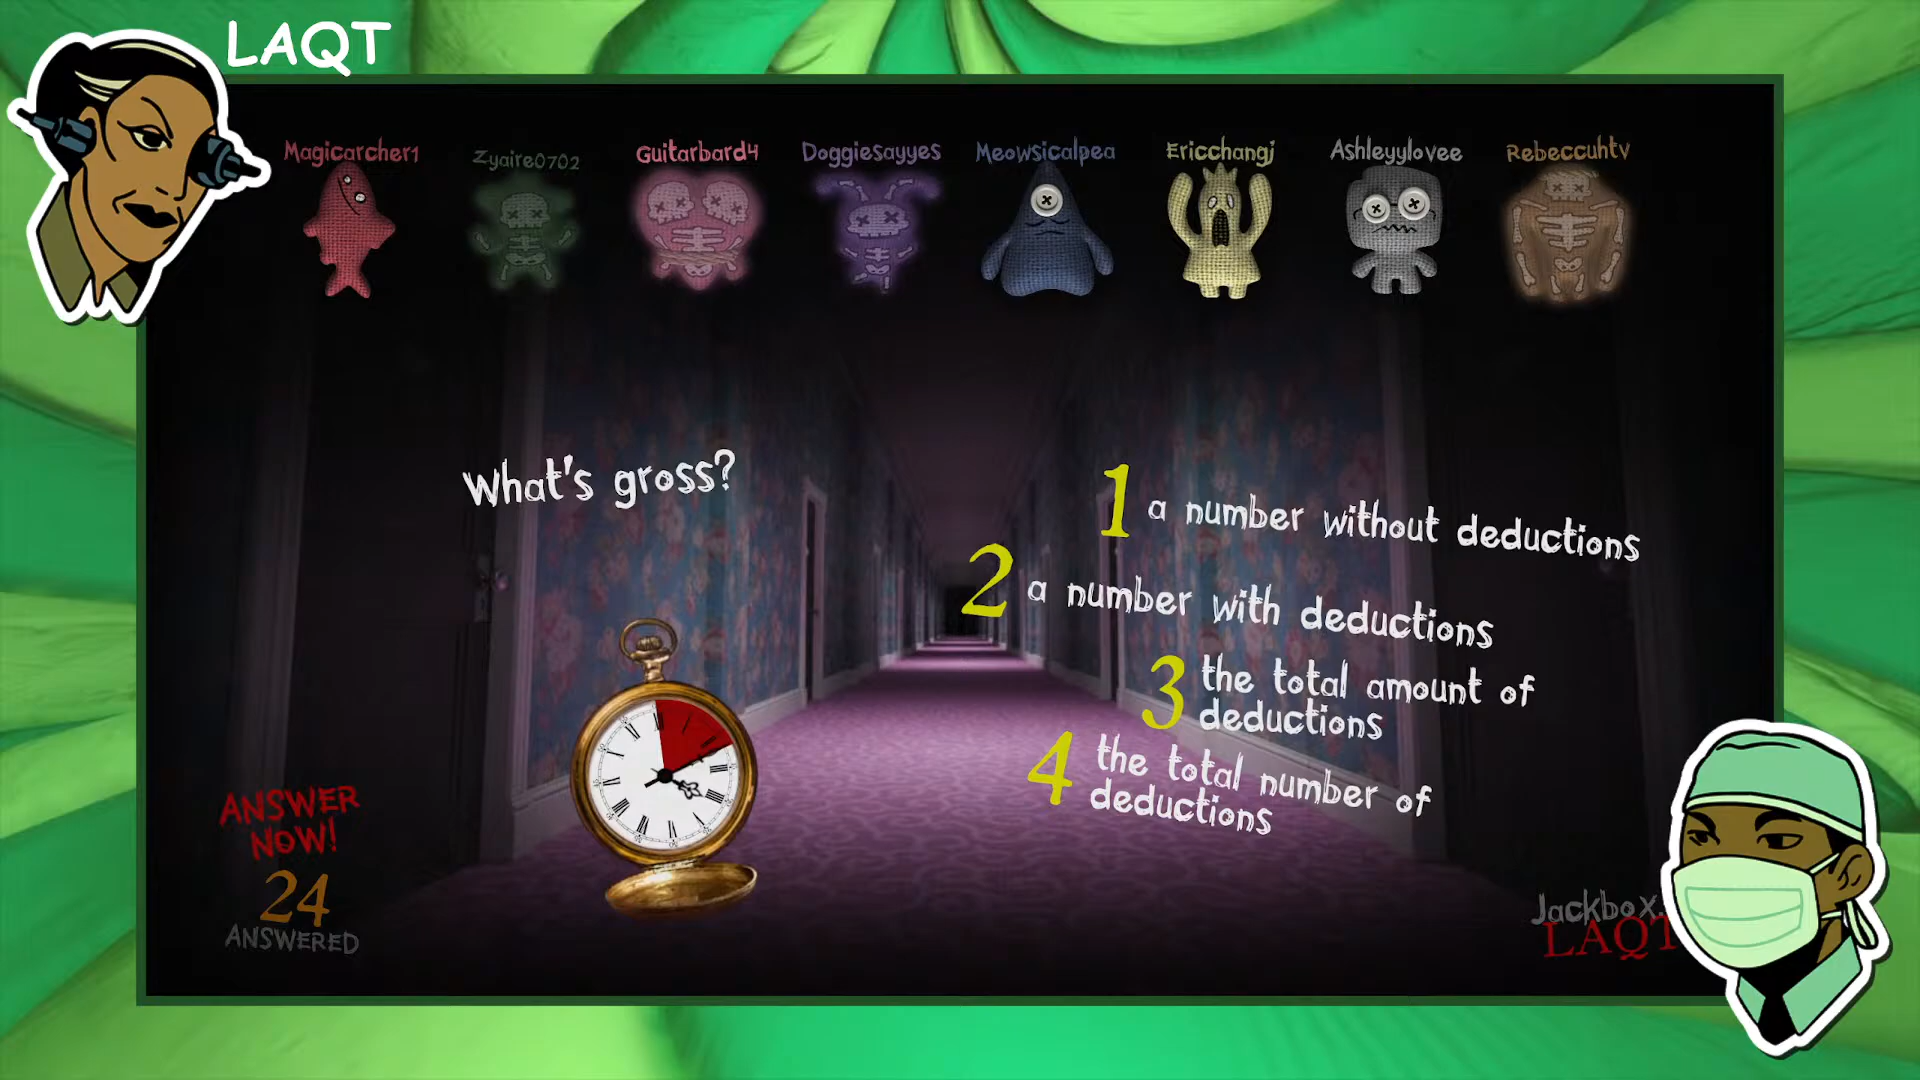 LAQT
Magicarcher1
Zyaire0702
Guitarbard4
Doggiesayyes
Meowsicalpea
Ericchangj
Ashleyylovee
Rebeccuhtv
What's gross?
1 a number without deductions
2 a number with deductions
3 the total amount of
deductions
4 the total number of
deductions
ANSWER
NOW!
24
ANSWERED
Jackbox.
LAQT